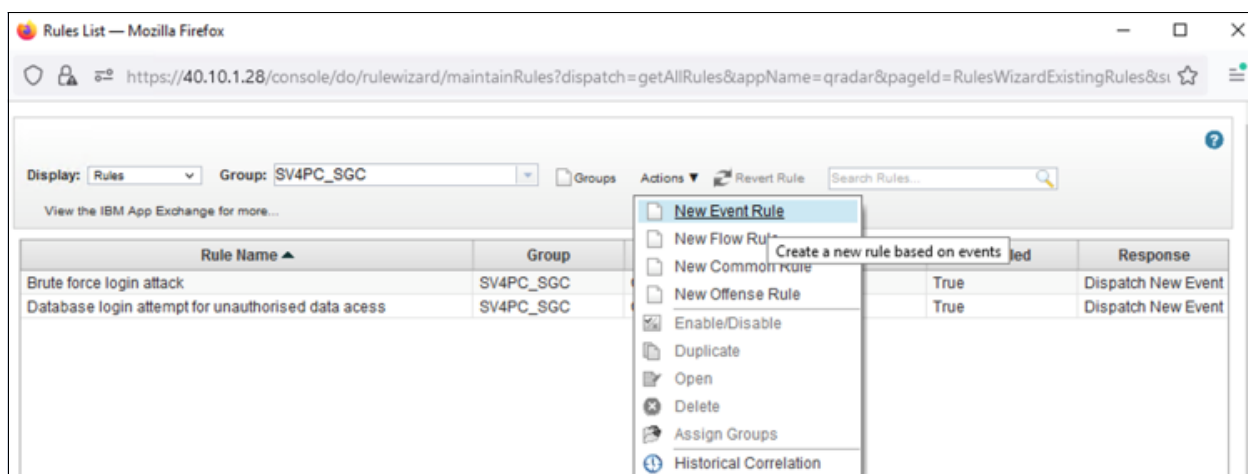 Rules List — Mozilla Firefox
https://40.10.1.28/console/do/rulewizard/maintainRules?dispatch=getAllRules&appName=qradar&pageId=RulesWizardExistingRules&su
Display: Rules Group: SV4PC_SGC Groups Actions ▼ Revert Rule Search Rules...
View the IBM App Exchange for more...
New Event Rule
New Flow Rule
Create a new rule based on events
New Common Rule
New Offense Rule
Enable/Disable
Duplicate
Open
Delete
Assign Groups
Historical Correlation
Rule Name ▲ Group Response
Brute force login attack SV4PC_SGC True Dispatch New Event
Database login attempt for unauthorised data acess SV4PC_SGC True Dispatch New Event